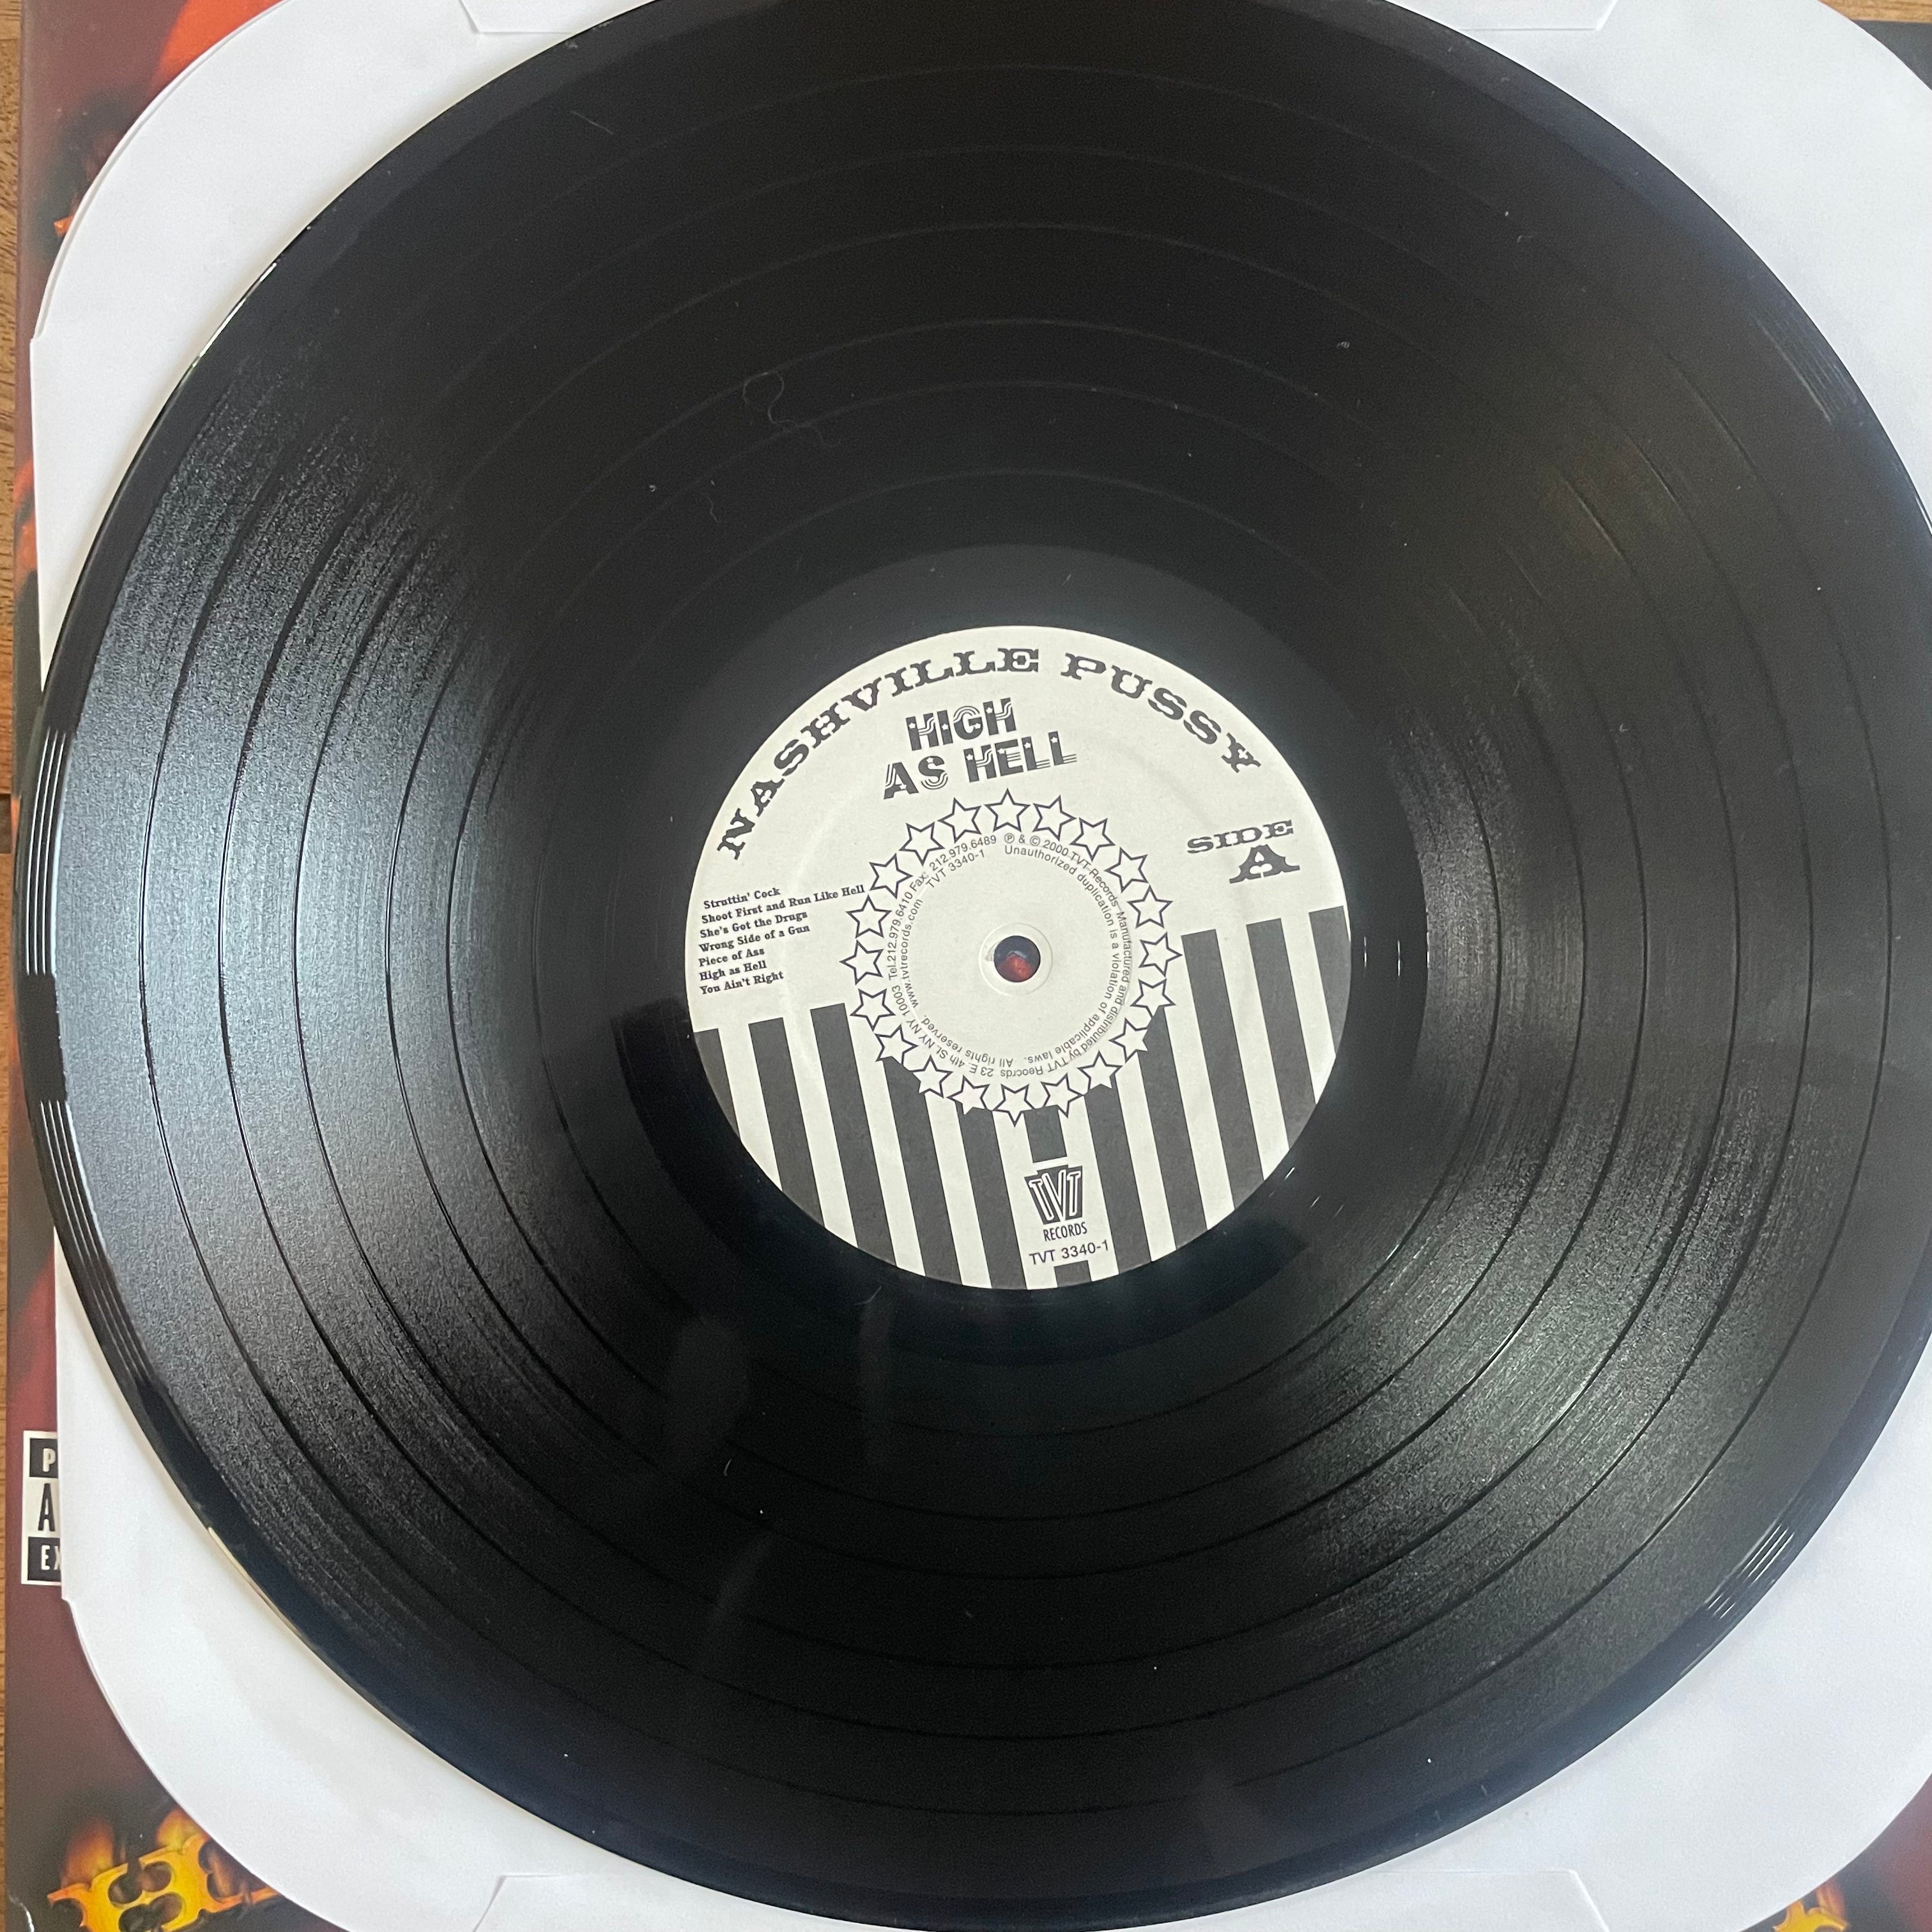 NASHVILLE PUSSY
HIGH
AS HELL
SIDE
A
Struttin' Cock
Shoot First and Run Like Hell
She's Got the Drugs
Wrong Side of a Gun
Piece of Ass
High as Hell
You Ain't Right
℗ & © 2000 TVT Records Manufactured and distributed by TVT Records 23 E. 4th St. NY NY 10003 Tel.212.979.6410 Fax: 212.979.6489
Unauthorized duplication is a violation of applicable laws. All rights reserved. www.tvtrecords.com TVT 3340-1
TVT
RECORDS
TVT 3340-1
P
A
EX